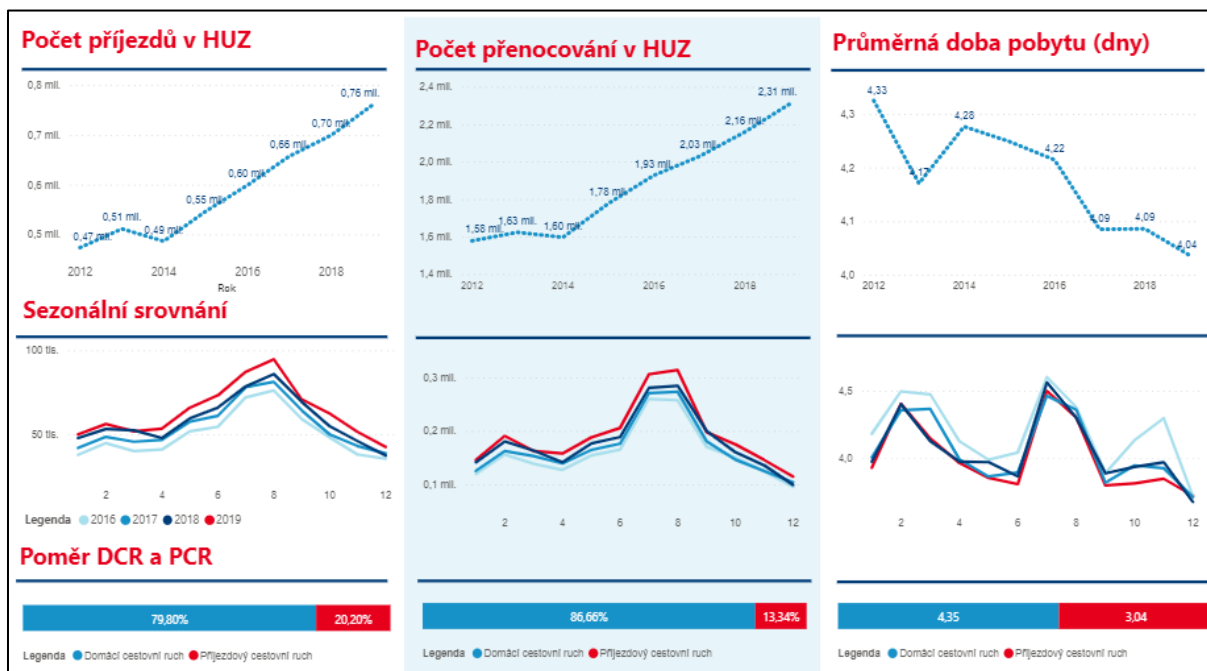 Počet příjezdů v HUZ
0,8 mil.
0,7 mil.
0,6 mil.
0,5 mil.
0,47 mil.
0,51 mil.
0,49 mil.
0,55 mil.
0,60 mil.
0,66 mil.
0,70 mil.
0,76 mil.
2012 2014 2016 2018
Rok
Počet přenocování v HUZ
2,4 mil.
2,2 mil.
2,0 mil.
1,8 mil.
1,6 mil.
1,4 mil.
1,58 mil.
1,63 mil.
1,60 mil.
1,78 mil.
1,93 mil.
2,03 mil.
2,16 mil.
2,31 mil.
2012 2014 2016 2018
Průměrná doba pobytu (dny)
4,3
4,2
4,1
4,0
4,33
4,17
4,28
4,22
4,09
4,09
4,04
2012 2014 2016 2018
Sezonální srovnání
100 tis.
50 tis.
2 4 6 8 10 12
Legenda 2016 2017 2018 2019
0,3 mil.
0,2 mil.
0,1 mil.
2 4 6 8 10 12
4,5
4,0
2 4 6 8 10 12
Poměr DCR a PCR
79,80% 20,20%
Legenda Domácí cestovní ruch Příjezdový cestovní ruch
86,66% 13,34%
Legenda Domácí cestovní ruch Příjezdový cestovní ruch
4,35 3,04
Legenda Domácí cestovní ruch Příjezdový cestovní ruch